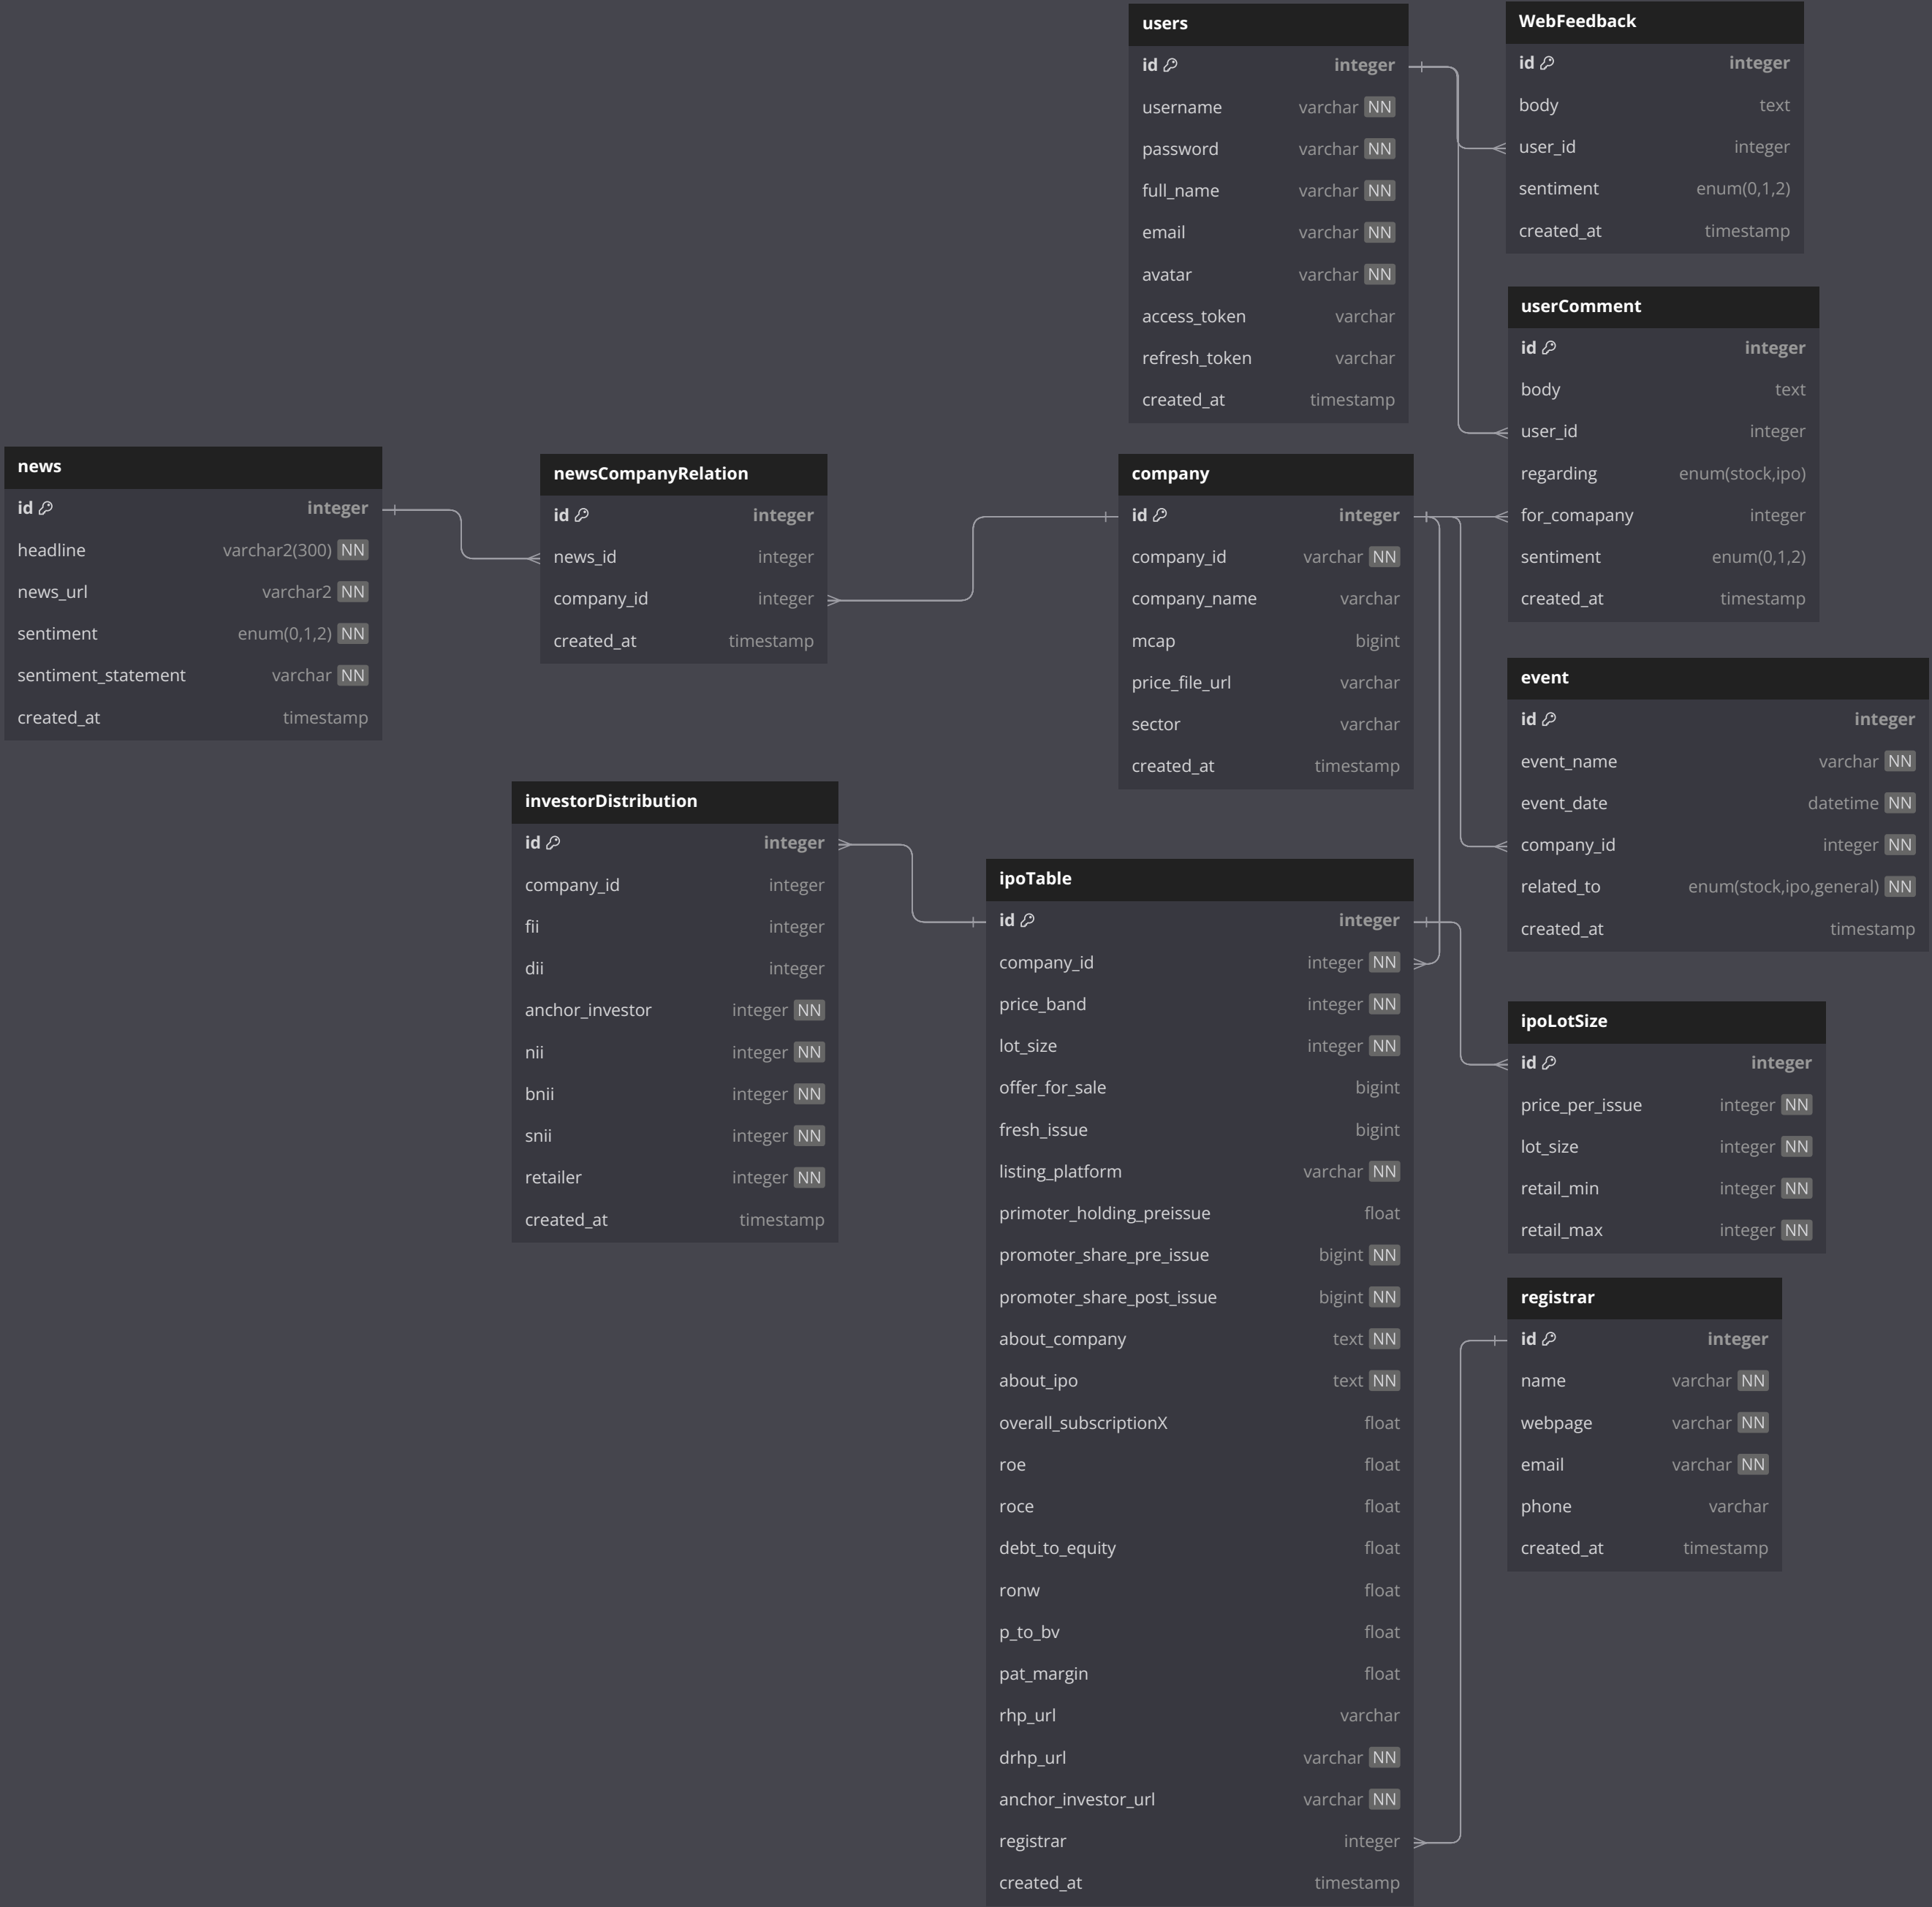 users
id integer
username varchar NN
password varchar NN
full_name varchar NN
email varchar NN
avatar varchar NN
access_token varchar
refresh_token varchar
created_at timestamp
WebFeedback
id integer
body text
user_id integer
sentiment enum(0,1,2)
created_at timestamp
userComment
id integer
body text
user_id integer
regarding enum(stock,ipo)
for_comapany integer
sentiment enum(0,1,2)
created_at timestamp
news
id integer
headline varchar2(300) NN
news_url varchar2 NN
sentiment enum(0,1,2) NN
sentiment_statement varchar NN
created_at timestamp
newsCompanyRelation
id integer
news_id integer
company_id integer
created_at timestamp
company
id integer
company_id varchar NN
company_name varchar
mcap bigint
price_file_url varchar
sector varchar
created_at timestamp
event
id integer
event_name varchar NN
event_date datetime NN
company_id integer NN
related_to enum(stock,ipo,general) NN
created_at timestamp
investorDistribution
id integer
company_id integer
fii integer
dii integer
anchor_investor integer NN
nii integer NN
bnii integer NN
snii integer NN
retailer integer NN
created_at timestamp
ipoTable
id integer
company_id integer NN
price_band integer NN
lot_size integer NN
offer_for_sale bigint
fresh_issue bigint
listing_platform varchar NN
primoter_holding_preissue float
promoter_share_pre_issue bigint NN
promoter_share_post_issue bigint NN
about_company text NN
about_ipo text NN
overall_subscriptionX float
roe float
roce float
debt_to_equity float
ronw float
p_to_bv float
pat_margin float
rhp_url varchar
drhp_url varchar NN
anchor_investor_url varchar NN
registrar integer
created_at timestamp
ipoLotSize
id integer
price_per_issue integer NN
lot_size integer NN
retail_min integer NN
retail_max integer NN
registrar
id integer
name varchar NN
webpage varchar NN
email varchar NN
phone varchar
created_at timestamp